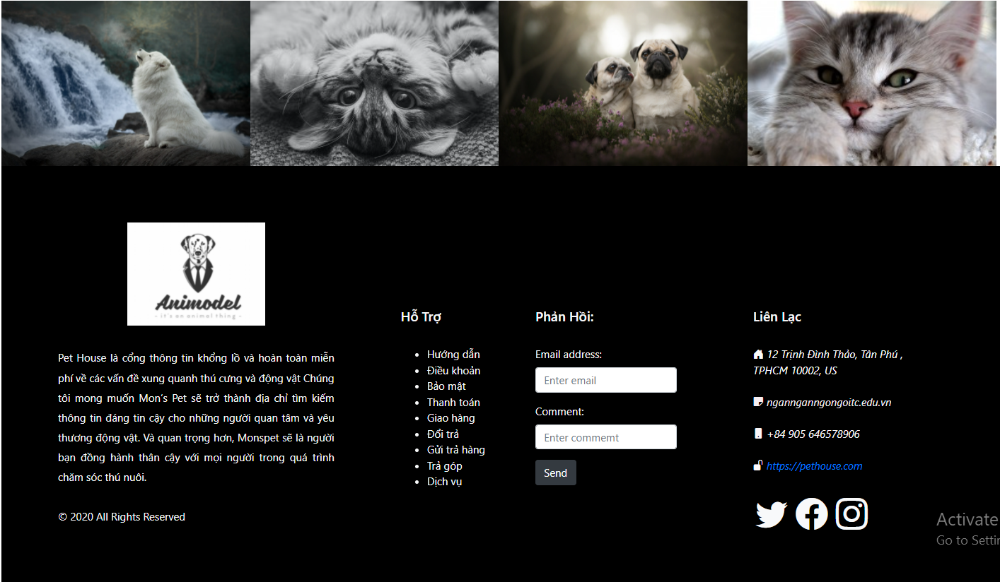 Animodel
- it's an animal thing -
Pet House là cổng thông tin khổng lồ và hoàn toàn miễn
phí về các vấn đề xung quanh thú cưng và động vật Chúng
tôi mong muốn Mon's Pet sẽ trở thành địa chỉ tìm kiếm
thông tin đáng tin cậy cho những người quan tâm và yêu
thương động vật. Và quan trọng hơn, Monspet sẽ là người
bạn đồng hành thân cậy với mọi người trong quá trình
chăm sóc thú nuôi.
© 2020 All Rights Reserved
Hỗ Trợ
Hướng dẫn
Điều khoản
Bảo mật
Thanh toán
Giao hàng
Đổi trả
Gửi trả hàng
Trả góp
Dịch vụ
Phản Hồi:
Email address:
Enter email
Comment:
Enter commemt
Send
Liên Lạc
12 Trịnh Đình Thảo, Tân Phú ,
TPHCM 10002, US
ngannganngongoitc.edu.vn
+84 905 646578906
https://pethouse.com
Activate
Go to Settin